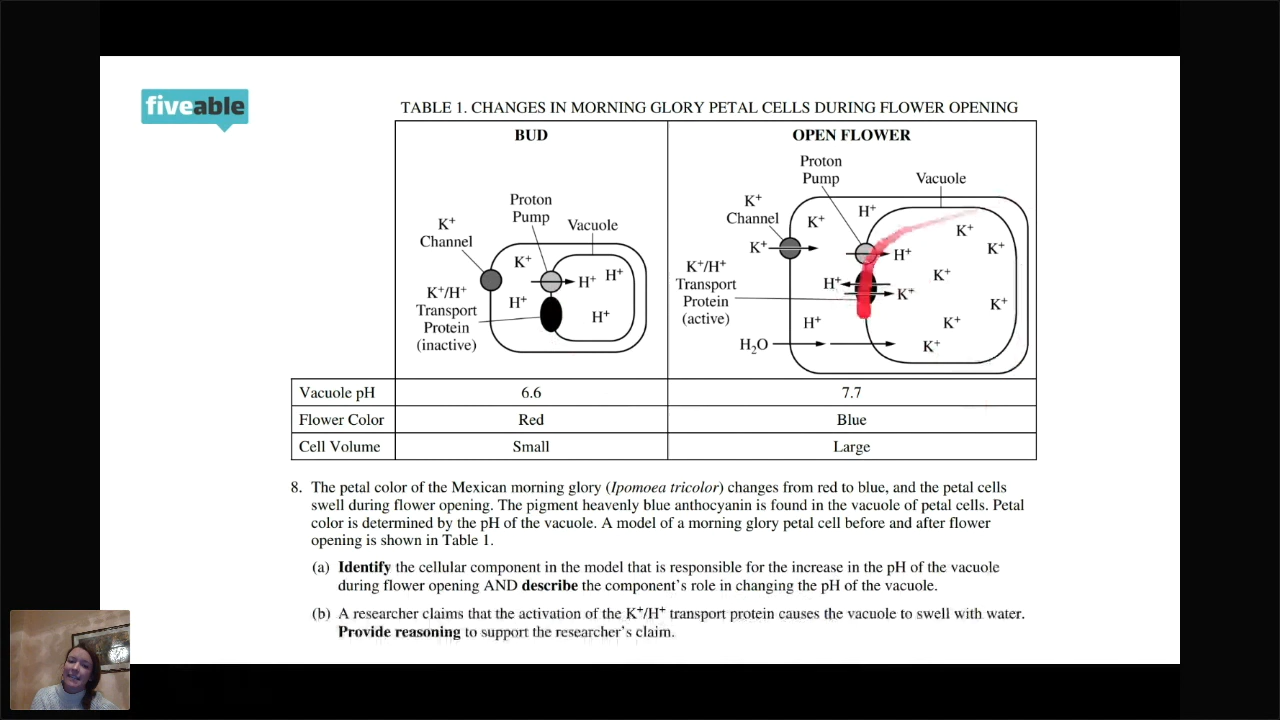 fiveable
TABLE 1. CHANGES IN MORNING GLORY PETAL CELLS DURING FLOWER OPENING
BUD
Proton
Pump
Vacuole
K⁺
Channel
K⁺
H⁺
H⁺
H⁺
H⁺
K⁺/H⁺
Transport
Protein
(inactive)
OPEN FLOWER
Proton
Pump
Vacuole
K⁺
Channel
K⁺
H⁺
K⁺
K⁺
K⁺
H⁺
K⁺/H⁺
Transport
Protein
(active)
K⁺
H⁺
K⁺
K⁺
H⁺
K⁺
H₂O
K⁺
Vacuole pH 6.6 7.7
Flower Color Red Blue
Cell Volume Small Large
8. The petal color of the Mexican morning glory (Ipomoea tricolor) changes from red to blue, and the petal cells
swell during flower opening. The pigment heavenly blue anthocyanin is found in the vacuole of petal cells. Petal
color is determined by the pH of the vacuole. A model of a morning glory petal cell before and after flower
opening is shown in Table 1.
(a) Identify the cellular component in the model that is responsible for the increase in the pH of the vacuole
during flower opening AND describe the component's role in changing the pH of the vacuole.
(b) A researcher claims that the activation of the K⁺/H⁺ transport protein causes the vacuole to swell with water.
Provide reasoning to support the researcher's claim.